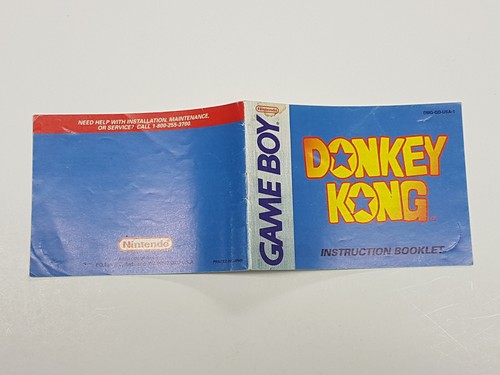 NEED HELP WITH INSTALLATION, MAINTENANCE,
OR SERVICE? CALL 1-800-255-3700
Nintendo
Nintendo
GAME BOY
DMG-QD-USA-1
DONKEY
KONG
INSTRUCTION BOOKLET